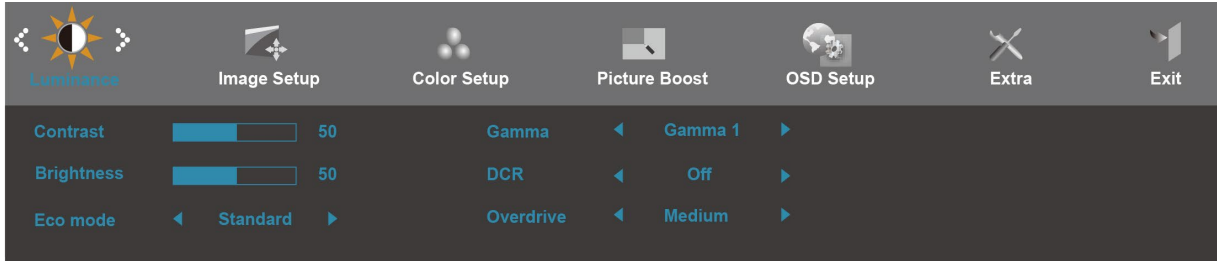 Luminance Image Setup Color Setup Picture Boost OSD Setup Extra Exit
Contrast 50 Gamma Gamma 1
Brightness 50 DCR Off
Eco mode Standard Overdrive Medium